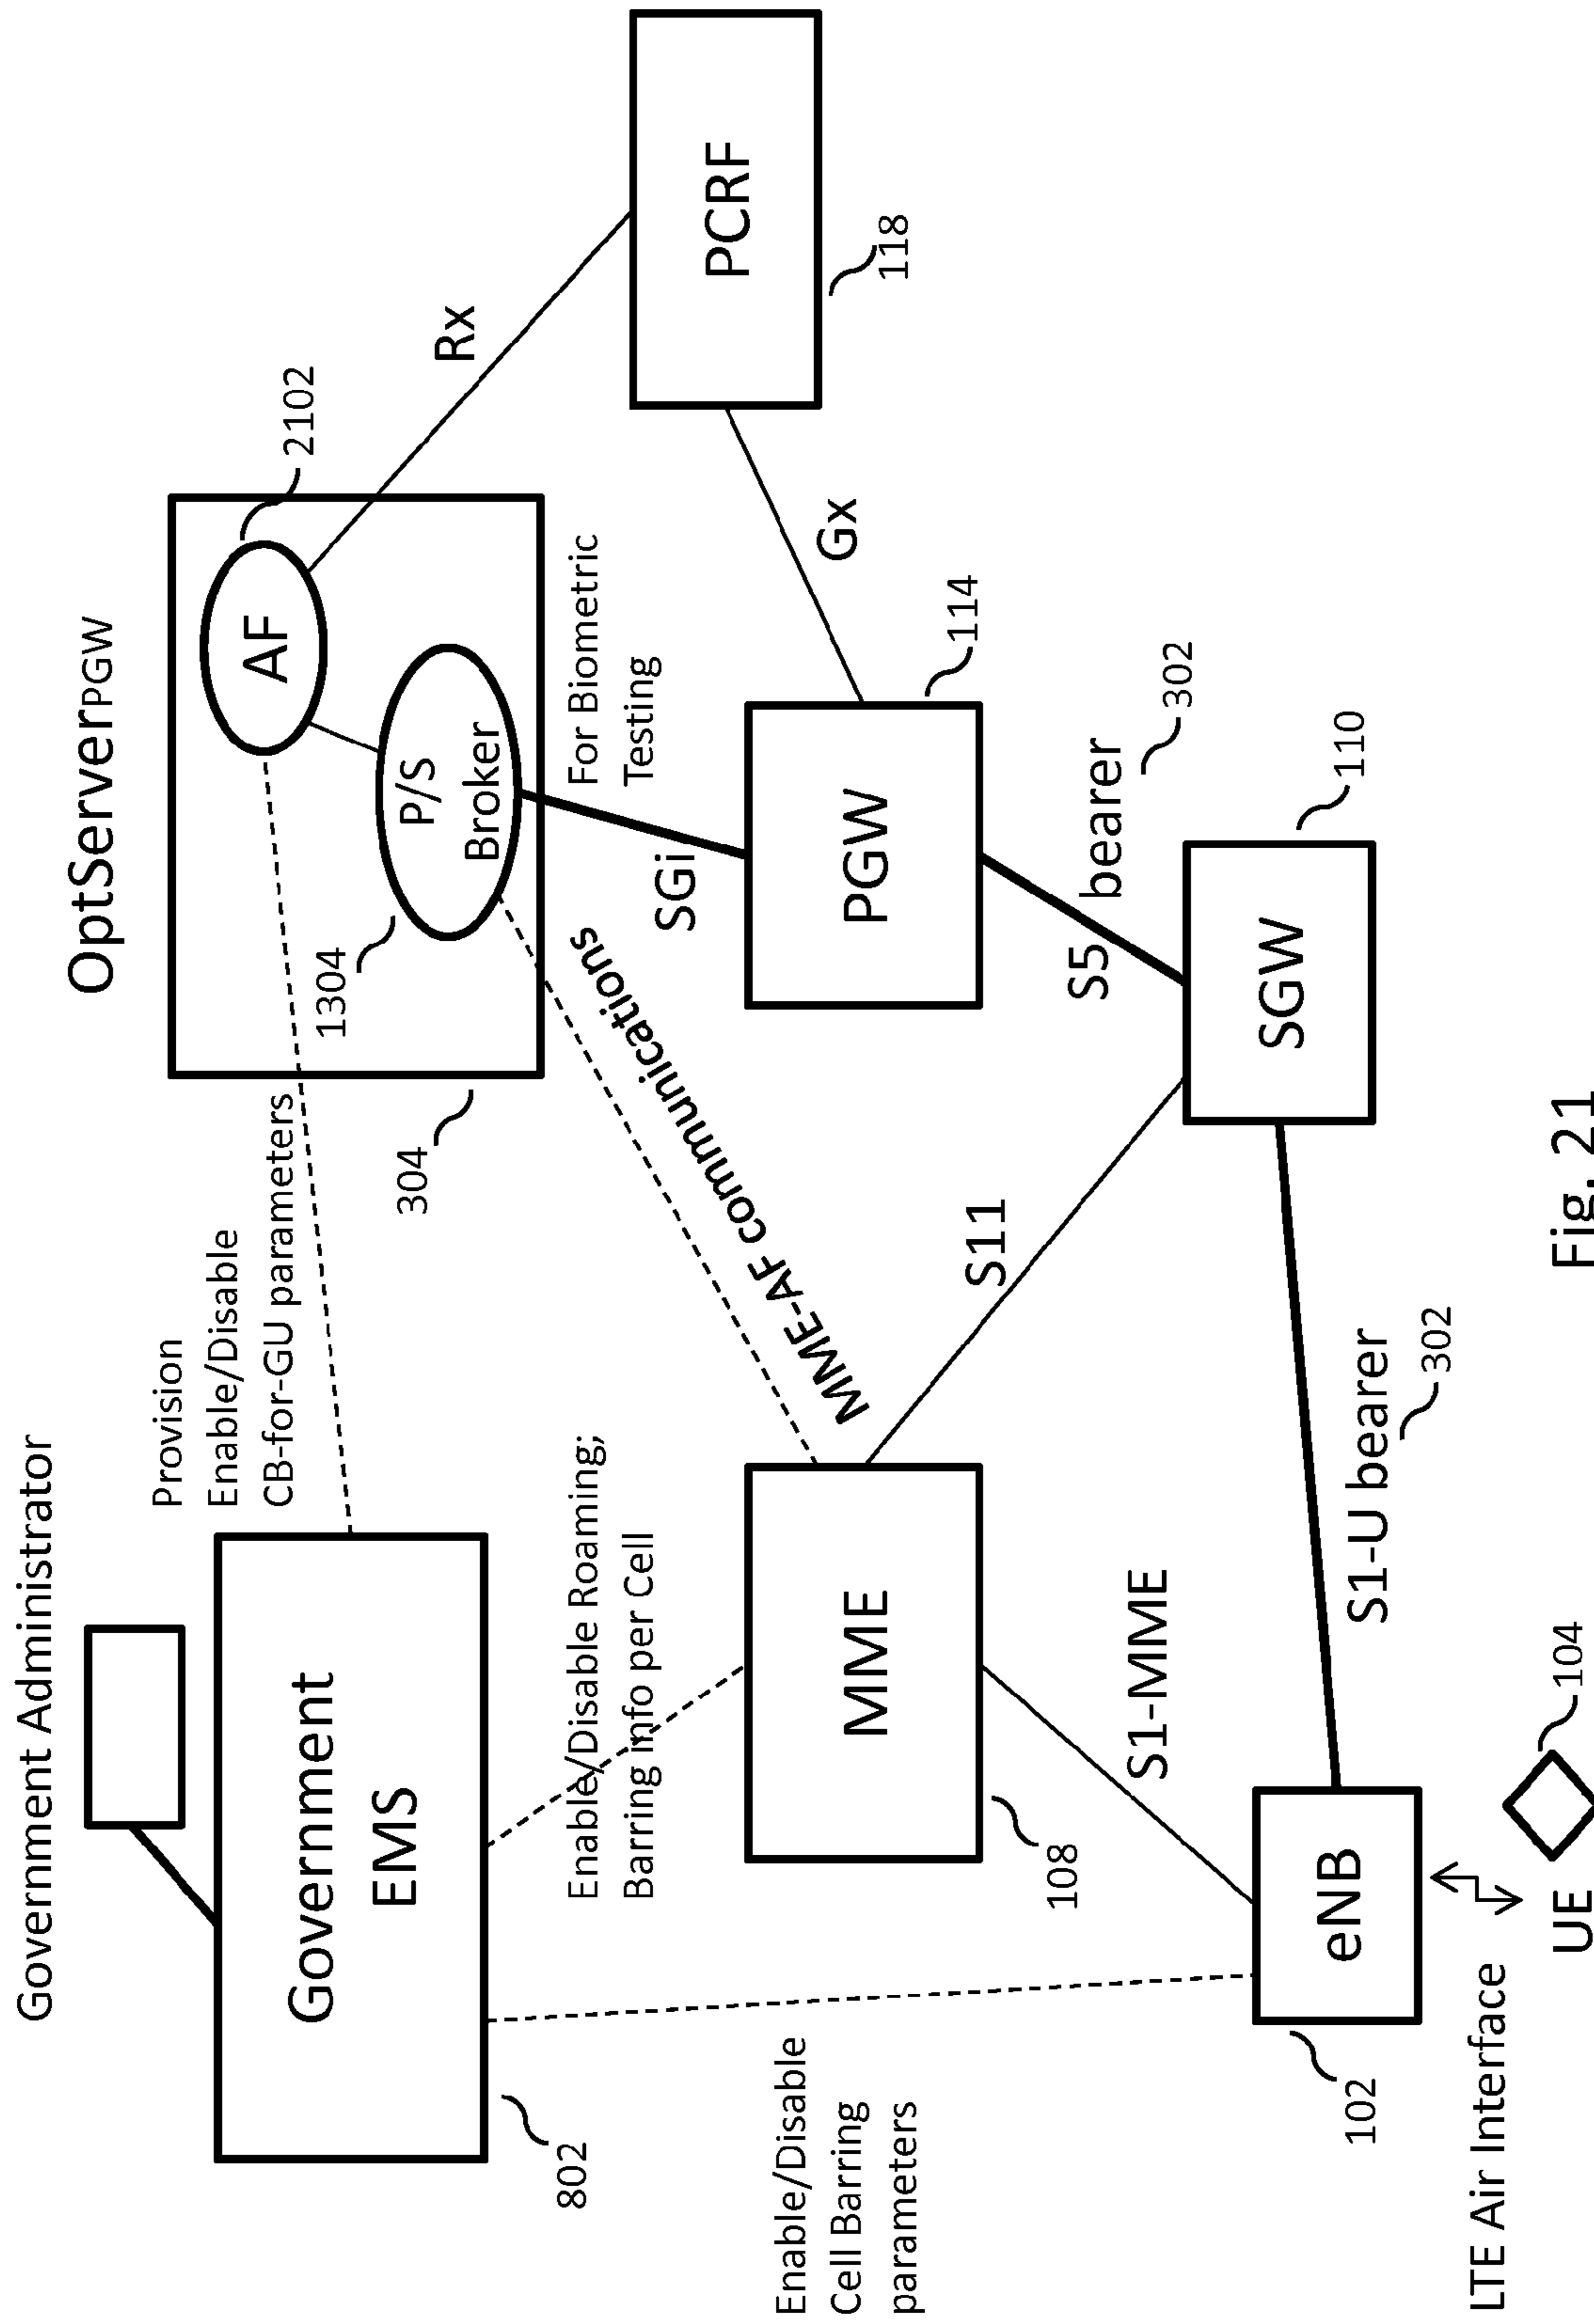 Government Administrator
OptServerPGW
Provision
Enable/Disable
CB-for-GU parameters
AF
2102
P/S
Broker
1304
304
Government
EMS
802
Rx
For Biometric
Testing
SGi
MME-AF communications
Enable/Disable Roaming;
Barring info per Cell
PCRF
118
Gx
PGW
114
MME
108
Enable/Disable
Cell Barring
parameters
S11
S5
bearer
302
SGW
110
S1-MME
S1-U bearer
302
eNB
102
LTE Air Interface
UE
104
Fig. 21